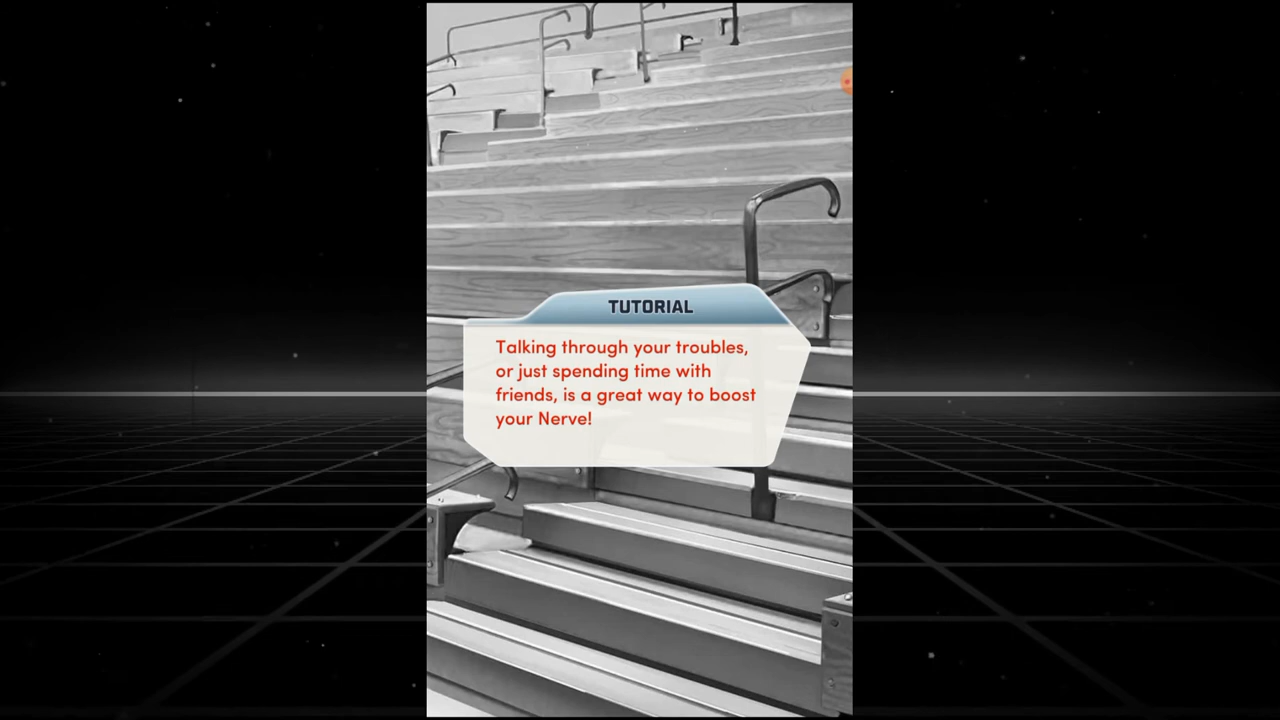 TUTORIAL
Talking through your troubles,
or just spending time with
friends, is a great way to boost
your Nerve!